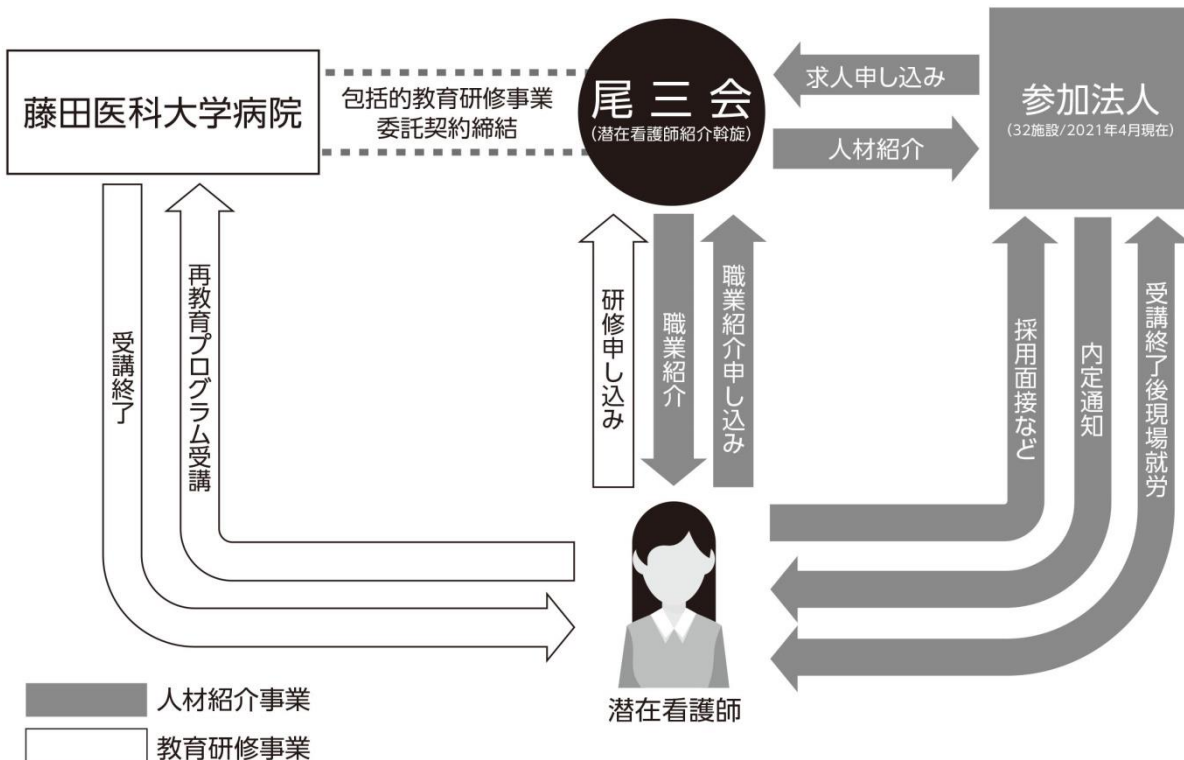 藤田医科大学病院
包括的教育研修事業
委託契約締結
尾三会
(潜在看護師紹介斡旋)
求人申し込み
人材紹介
参加法人
(32施設/2021年4月現在)
受講終了
再教育プログラム受講
研修申し込み
職業紹介
職業紹介申し込み
採用面接など
内定通知
受講終了後現場就労
潜在看護師
人材紹介事業
教育研修事業